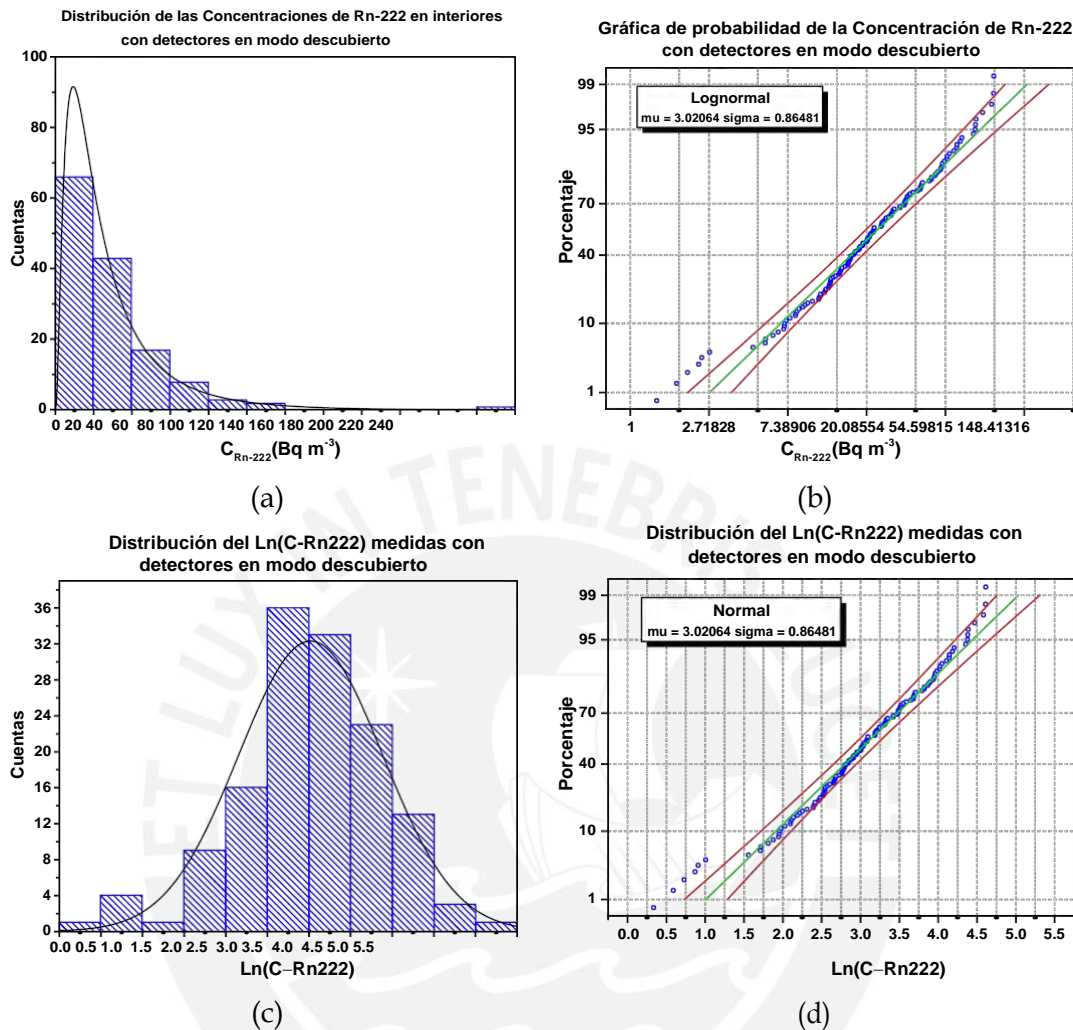 Distribución de las Concentraciones de Rn-222 en interiores
con detectores en modo descubierto
100
80
60
40
20
0
Cuentas
0 20 40 60 80 100 120 140 160 180 200 220 240
C Rn-222 (Bq m-3)
(a)
Gráfica de probabilidad de la Concentración de Rn-222
con detectores en modo descubierto
Lognormal
mu = 3.02064 sigma = 0.86481
99
95
70
40
10
1
Porcentaje
1 2.71828 7.38906 20.08554 54.59815 148.41316
C Rn-222 (Bq m-3)
(b)
Distribución del Ln(C-Rn222) medidas con
detectores en modo descubierto
36
32
28
24
20
16
12
8
4
0
Cuentas
0.0 0.5 1.0 1.5 2.0 2.5 3.0 3.5 4.0 4.5 5.0 5.5
Ln(C–Rn222)
(c)
Distribución del Ln(C-Rn222) medidas con
detectores en modo descubierto
Normal
mu = 3.02064 sigma = 0.86481
99
95
70
40
10
1
Porcentaje
0.0 0.5 1.0 1.5 2.0 2.5 3.0 3.5 4.0 4.5 5.0 5.5
Ln(C–Rn222)
(d)
ET LUX IN TENEBRIS LUCET